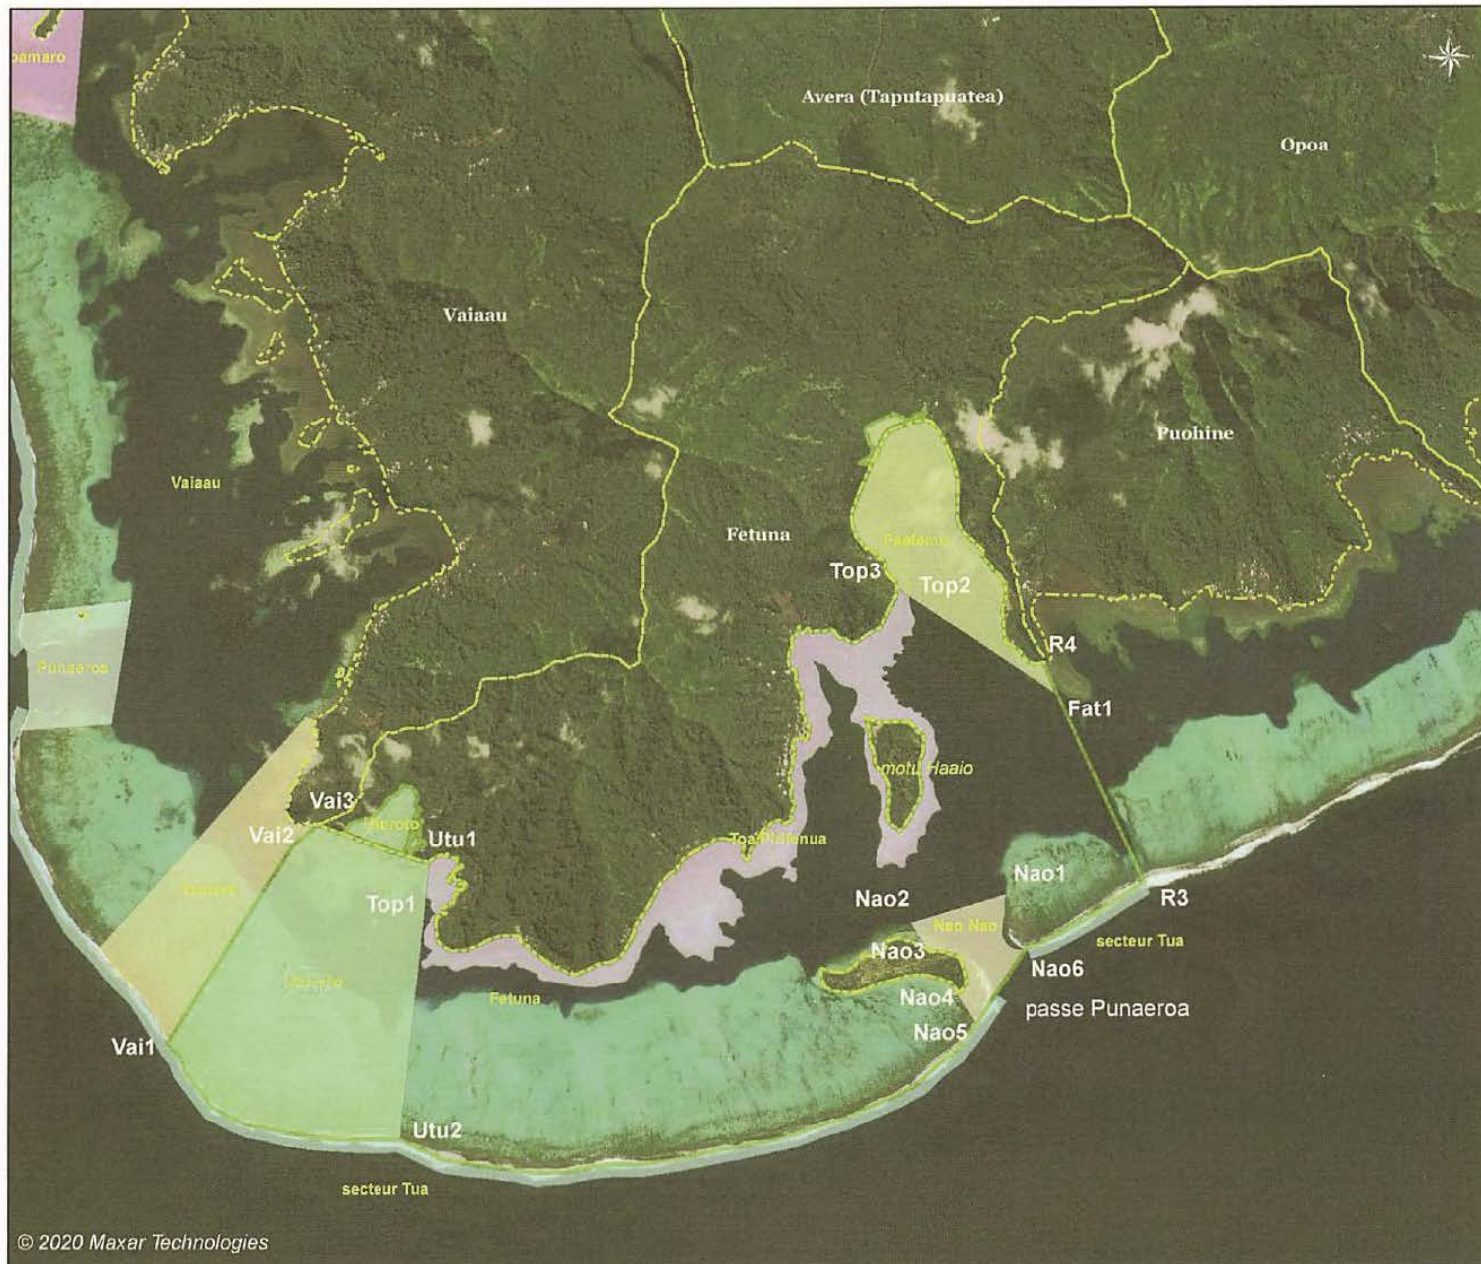 Avera (Taputapuatea)
Opoa
Vaiaau
Puohine
Vaiaau
Fetuna
Top3
Top2
R4
Punaeroa
Fat1
motu Haaio
Vai3
Vai2
Utu1
Top1
Nao1
Nao2
R3
Nao Nao
secteur Tua
Nao3
Nao6
Fetuna
Nao4
passe Punaeroa
Nao5
Vai1
Utu2
secteur Tua
© 2020 Maxar Technologies